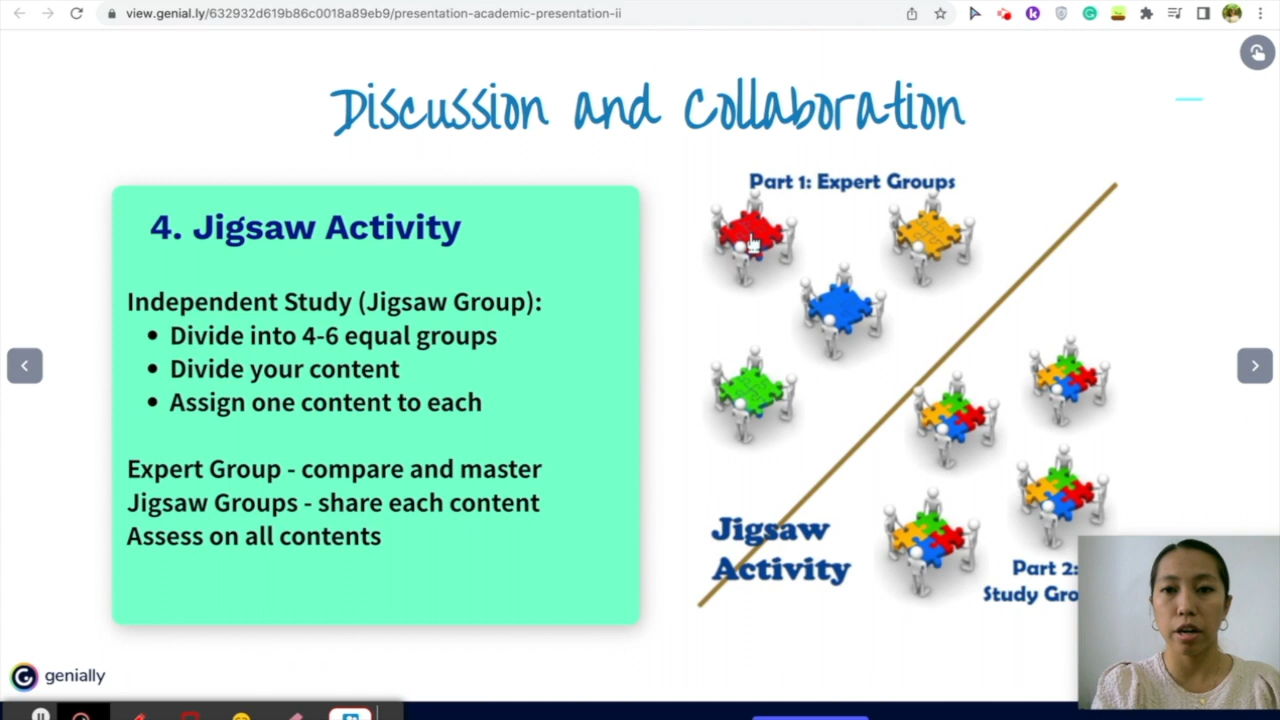 view.genial.ly/632932d619b86c0018a89eb9/presentation-academic-presentation-ii
Discussion and Collaboration
4. Jigsaw Activity
Independent Study (Jigsaw Group):
• Divide into 4-6 equal groups
• Divide your content
• Assign one content to each
Expert Group - compare and master
Jigsaw Groups - share each content
Assess on all contents
Part 1: Expert Groups
Jigsaw
Activity
Part 2:
Study Gro
genially